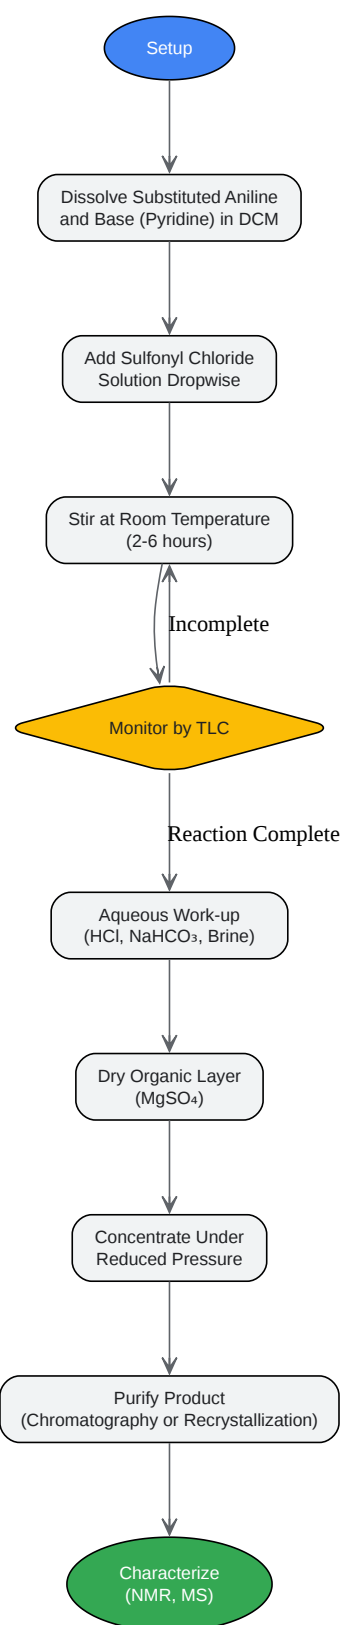 Setup
Dissolve Substituted Aniline
and Base (Pyridine) in DCM
Add Sulfonyl Chloride
Solution Dropwise
Stir at Room Temperature
(2-6 hours)
Incomplete
Monitor by TLC
Reaction Complete
Aqueous Work-up
(HCl, NaHCO₃, Brine)
Dry Organic Layer
(MgSO₄)
Concentrate Under
Reduced Pressure
Purify Product
(Chromatography or Recrystallization)
Characterize
(NMR, MS)